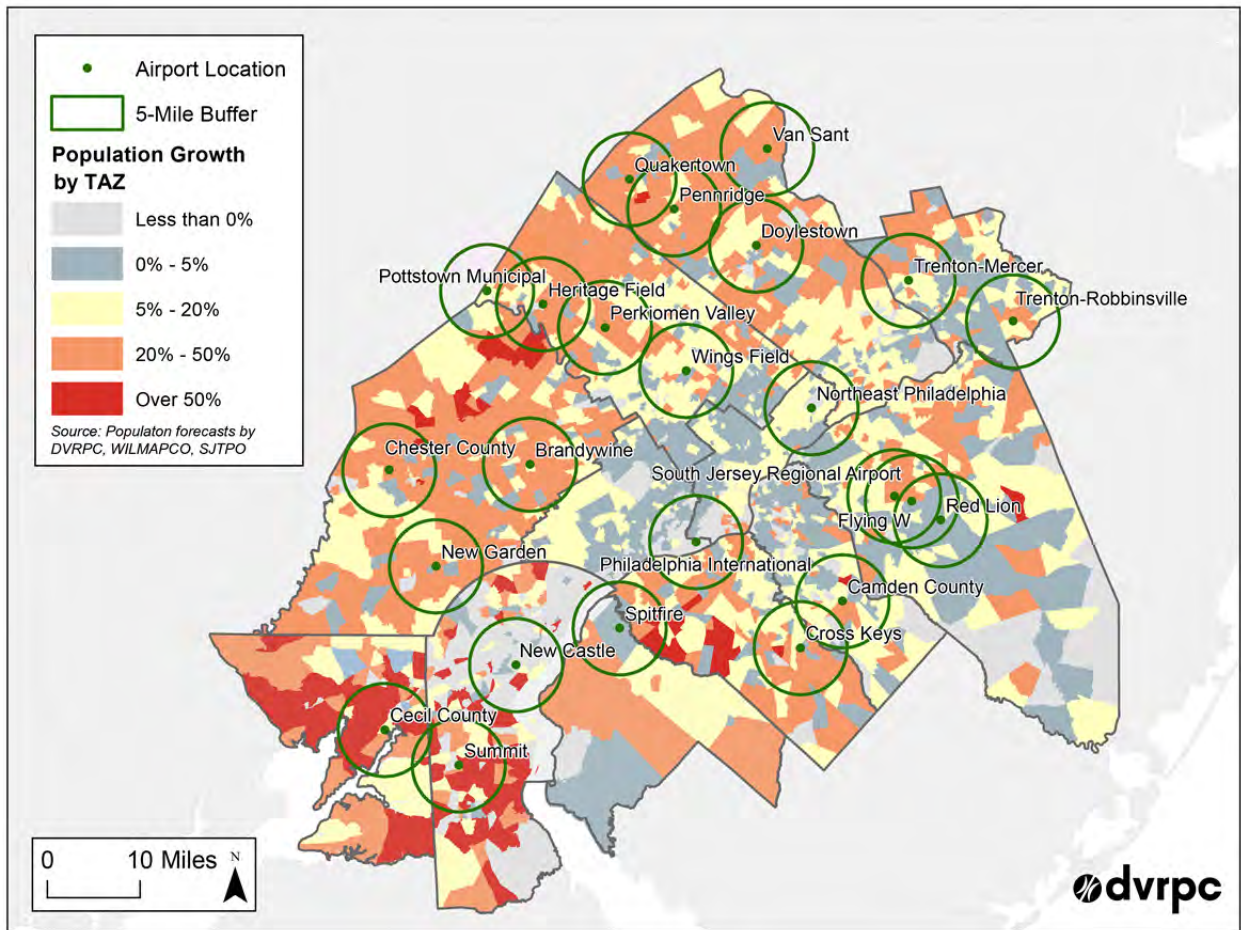 Airport Location
5-Mile Buffer
Population Growth
by TAZ
Less than 0%
0% - 5%
5% - 20%
20% - 50%
Over 50%
Source: Populaton forecasts by
DVRPC, WILMAPCO, SJTPO
Van Sant
Quakertown
Pennridge
Doylestown
Trenton-Mercer
Pottstown Municipal
Heritage Field
Trenton-Robbinsville
Perkiomen Valley
Wings Field
Northeast Philadelphia
Chester County
Brandywine
South Jersey Regional Airport
Red Lion
Flying W
New Garden
Philadelphia International
Camden County
Spitfire
Cross Keys
New Castle
Cecil County
Summit
0 10 Miles
N
dvrpc